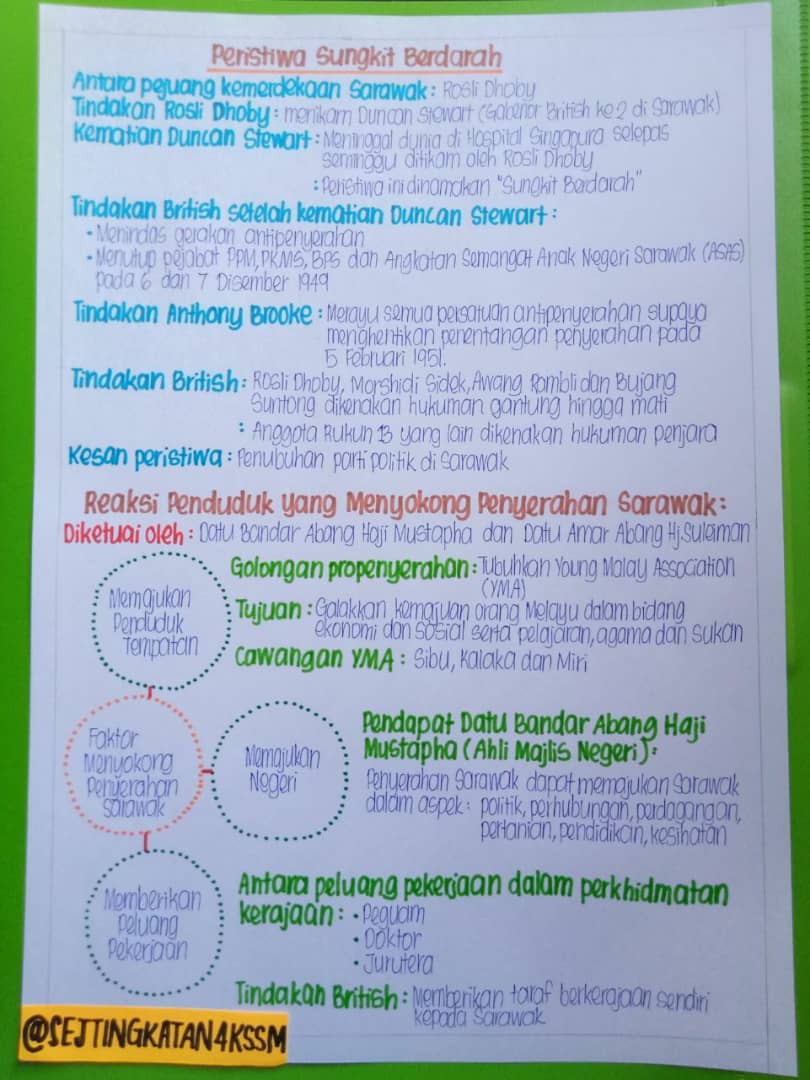 Peristiwa Sungkit Berdarah
Antara pejuang kemerdekaan Sarawak : Rosli Dhoby
Tindakan Rosli Dhoby : menikam Duncan Stewart (Gabenor British ke 2 di Sarawak)
Kematian Duncan Stewart : Meninggal dunia di Hospital Singapura selepas
seminggu ditikam oleh Rosli Dhoby
: Peristiwa ini dinamakan "Sungkit Berdarah"
Tindakan British setelah kematian Duncan Stewart :
• Menindas gerakan antipenyerahan
• Menutup pejabat PPM, PKMS, BPS dan Angkatan Semangat Anak Negeri Sarawak (ASAS)
pada 6 dan 7 Disember 1949
Tindakan Anthony Brooke : Merayu semua persatuan antipenyerahan supaya
menghentikan penentangan penyerahan pada
5 Februari 1951.
Tindakan British : Rosli Dhoby, Morshidi Sidek, Awang Rambli dan Bujang
Suntong dikenakan hukuman gantung hingga mati
: Anggota Rukun 13 yang lain dikenakan hukuman penjara
Kesan peristiwa : Penubuhan parti politik di Sarawak
Reaksi Penduduk yang Menyokong Penyerahan Sarawak :
Diketuai oleh : Datu Bandar Abang Haji Mustapha dan Datu Amar Abang Hj. Suleiman
Memajukan
Penduduk
Tempatan
Golongan propenyerahan : Tubuhkan Young Malay Association
(YMA)
Tujuan : Galakkan kemajuan orang Melayu dalam bidang
ekonomi dan sosial serta pelajaran, agama dan sukan
Cawangan YMA : Sibu, Kalaka dan Miri
Faktor
Menyokong
Penyerahan
Sarawak
Memajukan
Negeri
Pendapat Datu Bandar Abang Haji
Mustapha (Ahli Majlis Negeri) :
Penyerahan Sarawak dapat memajukan Sarawak
dalam aspek : politik, perhubungan, perdagangan,
pertanian, pendidikan, kesihatan
Memberikan
Peluang
Pekerjaan
Antara peluang pekerjaan dalam perkhidmatan
kerajaan : • Peguam
• Doktor
• Jurutera
Tindakan British : Memberikan taraf berkerajaan sendiri
kepada Sarawak
@SEJTINGKATAN4KSSM